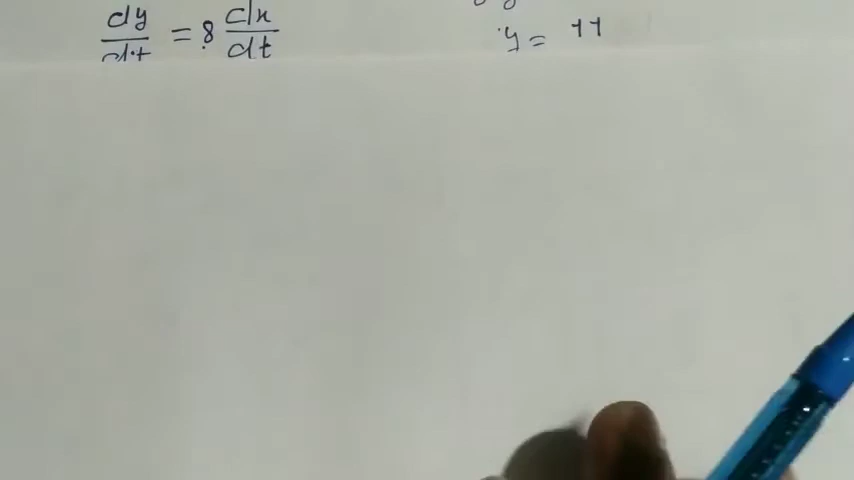 dy/dt = 8 dx/dt
y = 11